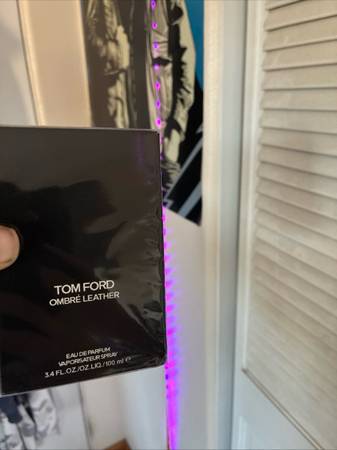 TOM FORD
OMBRÉ LEATHER
EAU DE PARFUM
VAPORISATEUR SPRAY
3.4 FL.OZ./OZ.LIQ./100 ml ℮